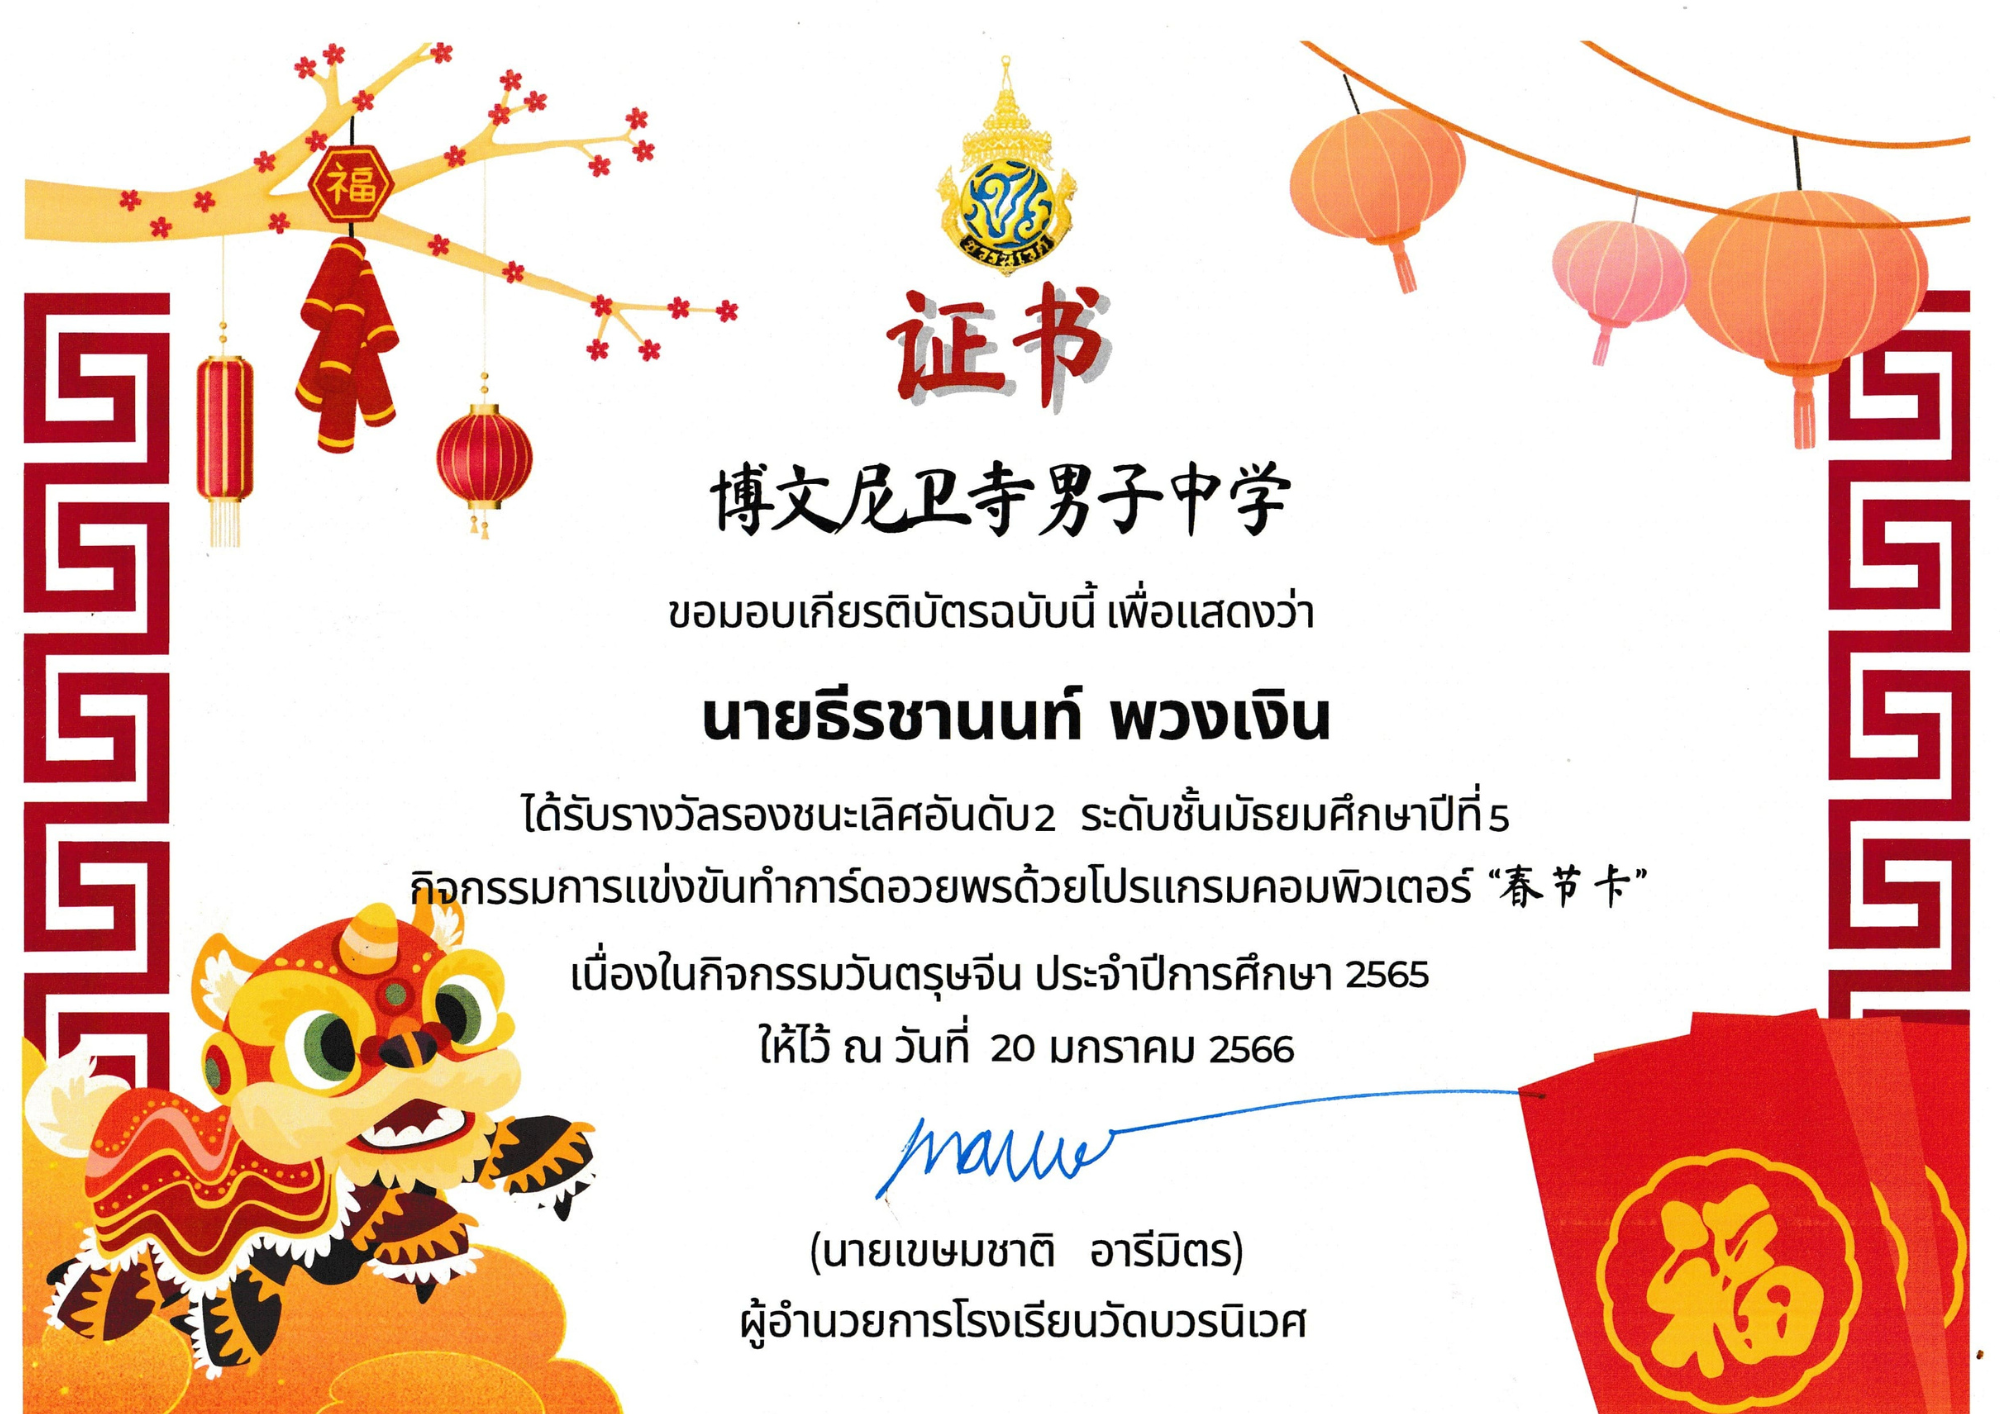 福
บวรนิเวศ
证书
博文尼卫寺男子中学
ขอมอบเกียรติบัตรฉบับนี้ เพื่อแสดงว่า
นายธีรชานนท์ พวงเงิน
ได้รับรางวัลรองชนะเลิศอันดับ2 ระดับชั้นมัธยมศึกษาปีที่ 5
กิจกรรมการแข่งขันทำการ์ดอวยพรด้วยโปรแกรมคอมพิวเตอร์ “春节卡”
เนื่องในกิจกรรมวันตรุษจีน ประจำปีการศึกษา 2565
ให้ไว้ ณ วันที่ 20 มกราคม 2566
(นายเขษมชาติ อารีมิตร)
ผู้อำนวยการโรงเรียนวัดบวรนิเวศ
福